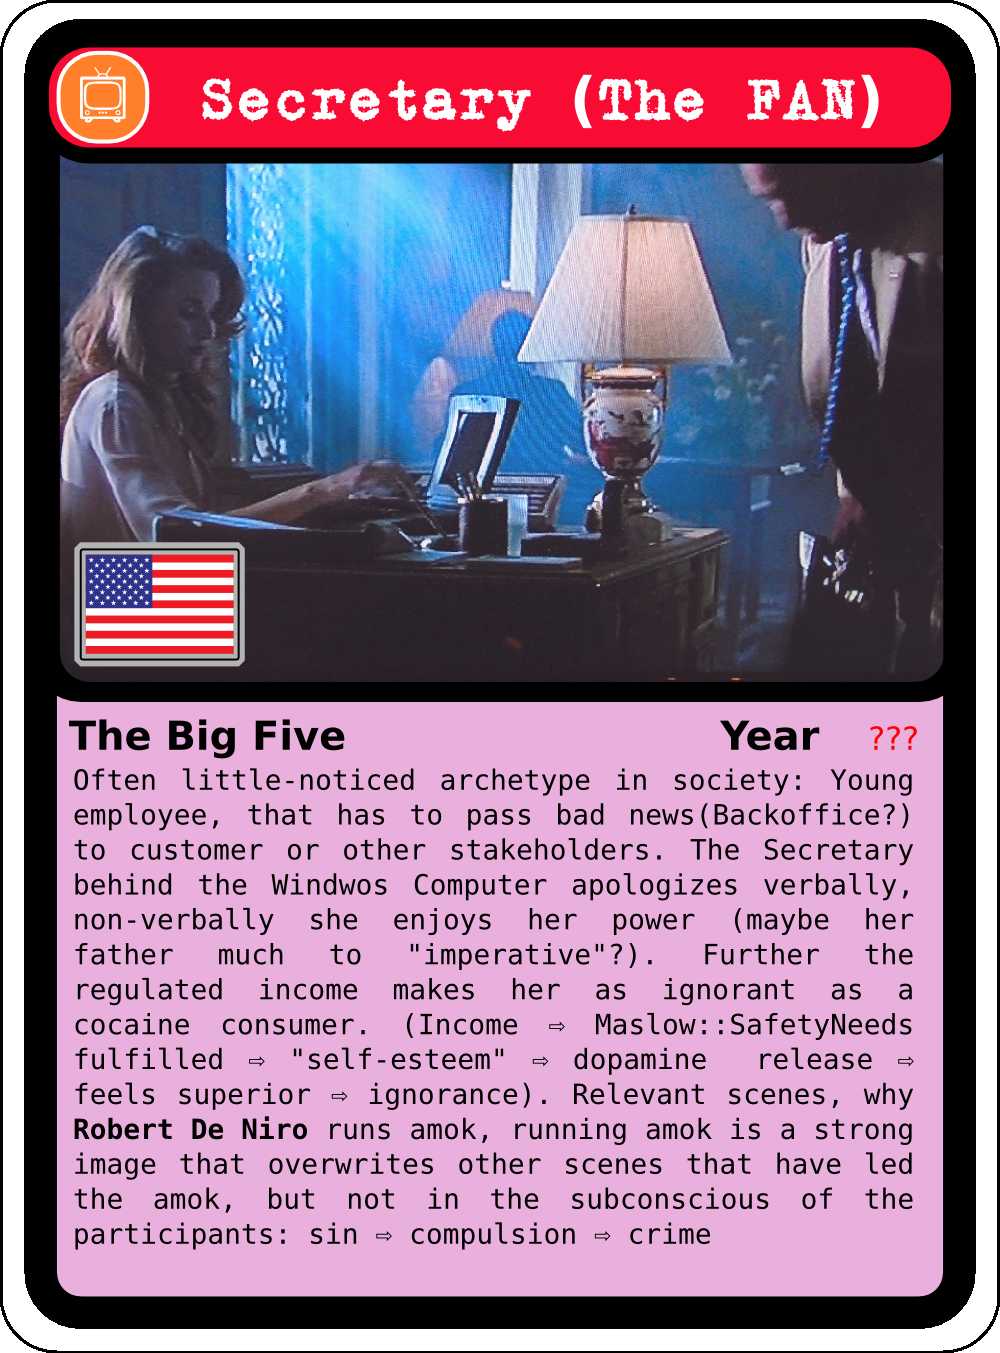 Secretary (The FAN)
The Big Five Year ???
Often little-noticed archetype in society: Young
employee, that has to pass bad news(Backoffice?)
to customer or other stakeholders. The Secretary
behind the Windwos Computer apologizes verbally,
non-verbally she enjoys her power (maybe her
father much to "imperative"?). Further the
regulated income makes her as ignorant as a
cocaine consumer. (Income ⇨ Maslow::SafetyNeeds
fulfilled ⇨ "self-esteem" ⇨ dopamine release ⇨
feels superior ⇨ ignorance). Relevant scenes, why
Robert De Niro runs amok, running amok is a strong
image that overwrites other scenes that have led
the amok, but not in the subconscious of the
participants: sin ⇨ compulsion ⇨ crime